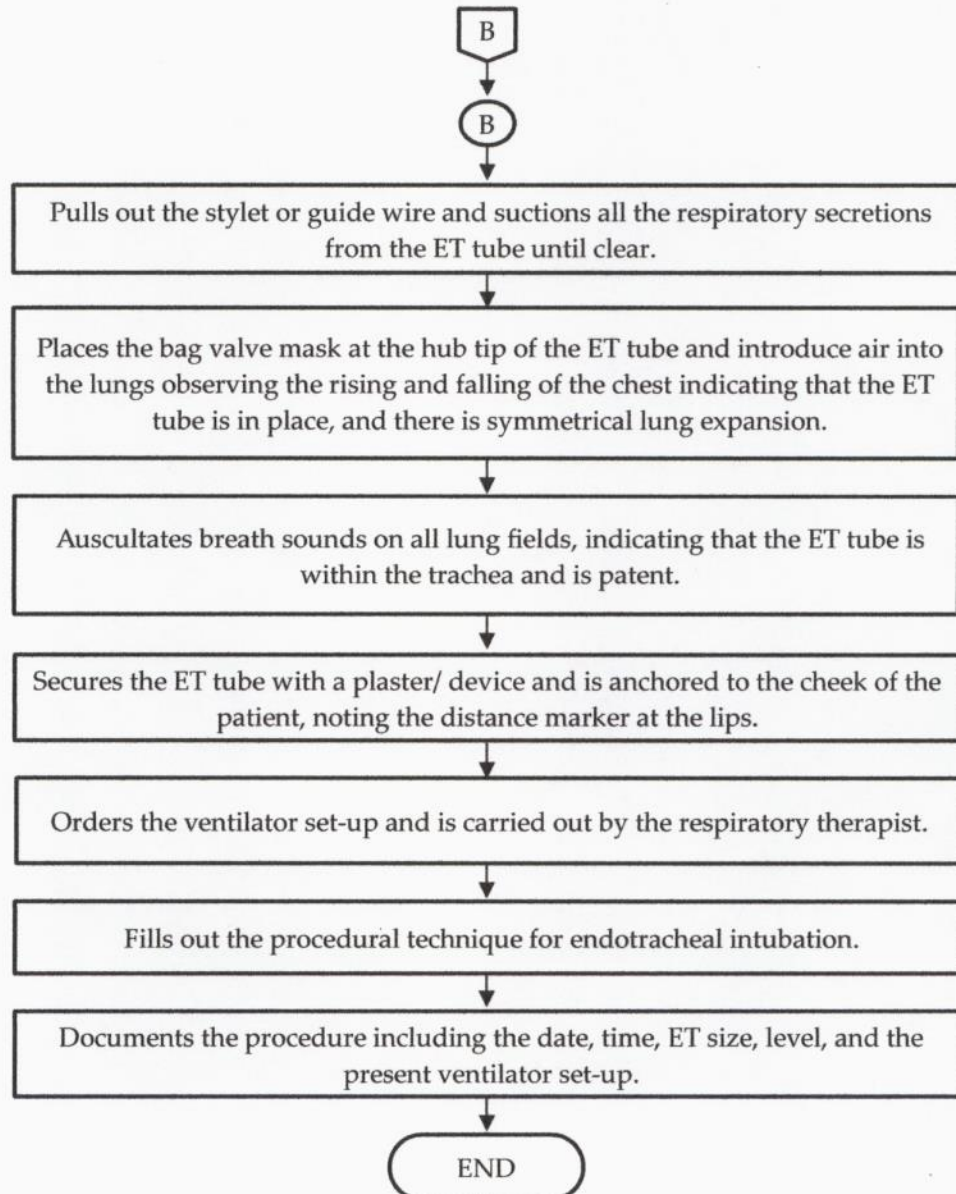 B
B
Pulls out the stylet or guide wire and suctions all the respiratory secretions
from the ET tube until clear.
Places the bag valve mask at the hub tip of the ET tube and introduce air into
the lungs observing the rising and falling of the chest indicating that the ET
tube is in place, and there is symmetrical lung expansion.
Auscultates breath sounds on all lung fields, indicating that the ET tube is
within the trachea and is patent.
Secures the ET tube with a plaster/ device and is anchored to the cheek of the
patient, noting the distance marker at the lips.
Orders the ventilator set-up and is carried out by the respiratory therapist.
Fills out the procedural technique for endotracheal intubation.
Documents the procedure including the date, time, ET size, level, and the
present ventilator set-up.
END